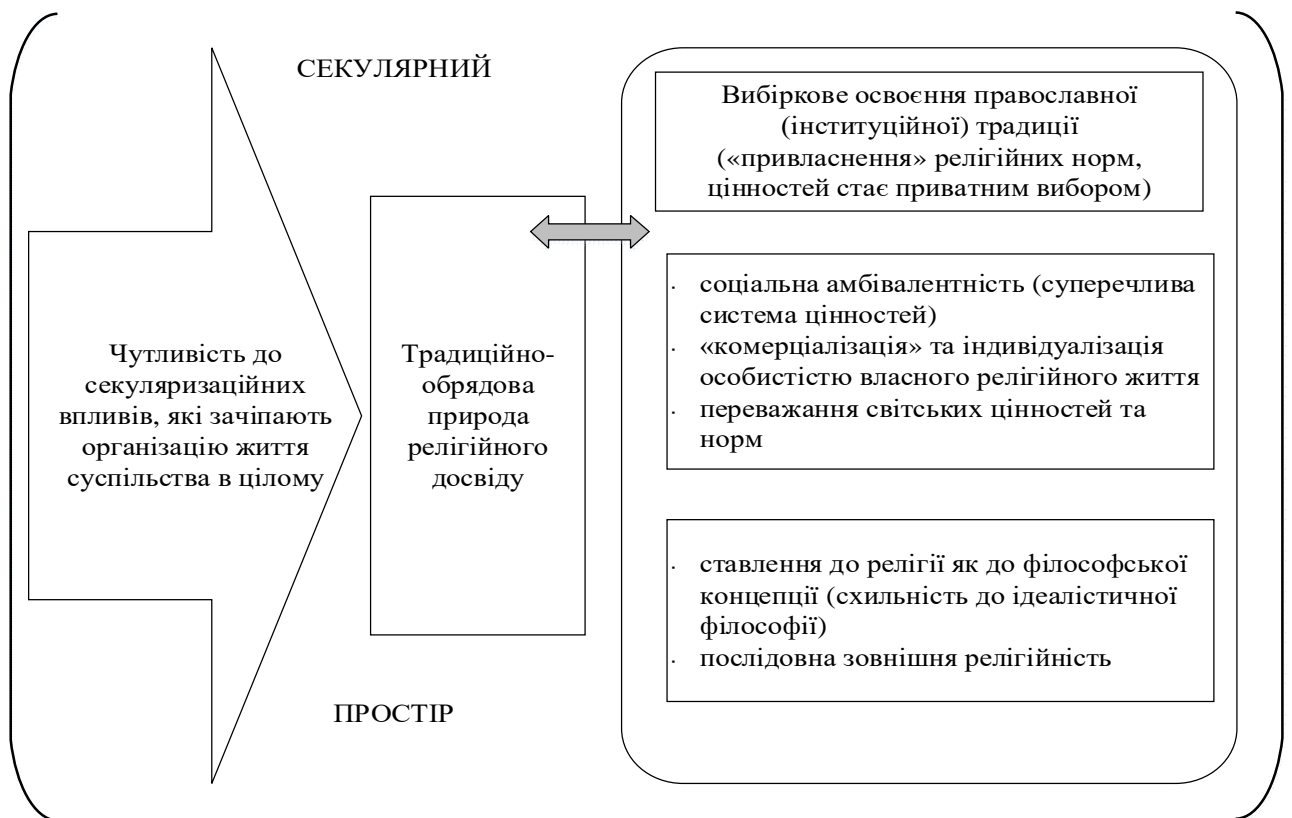 СЕКУЛЯРНИЙ
Чутливість до
секуляризаційних
впливів, які зачіпають
організацію життя
суспільства в цілому
Традиційно-
обрядова
природа
релігійного
досвіду
Вибіркове освоєння православної
(інституційної) традиції
(«привласнення» релігійних норм,
цінностей стає приватним вибором)
· соціальна амбівалентність (суперечлива
система цінностей)
· «комерціалізація» та індивідуалізація
особистістю власного релігійного життя
· переважання світських цінностей та
норм
· ставлення до релігії як до філософської
концепції (схильність до ідеалістичної
філософії)
· послідовна зовнішня релігійність
ПРОСТІР